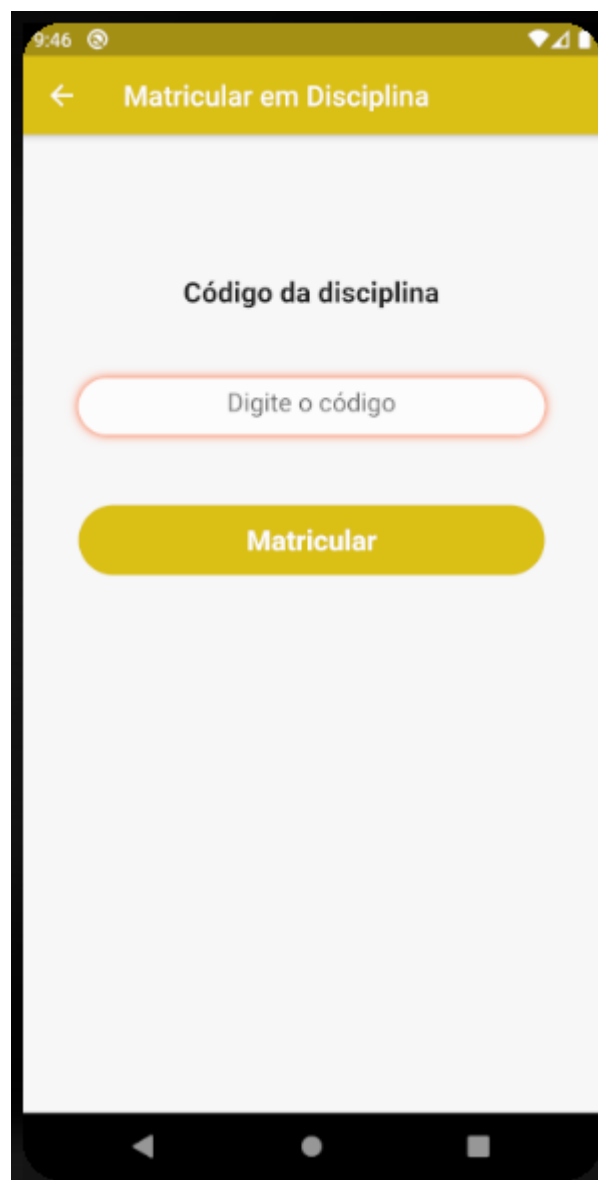 9:46
Matricular em Disciplina
Código da disciplina
Digite o código
Matricular